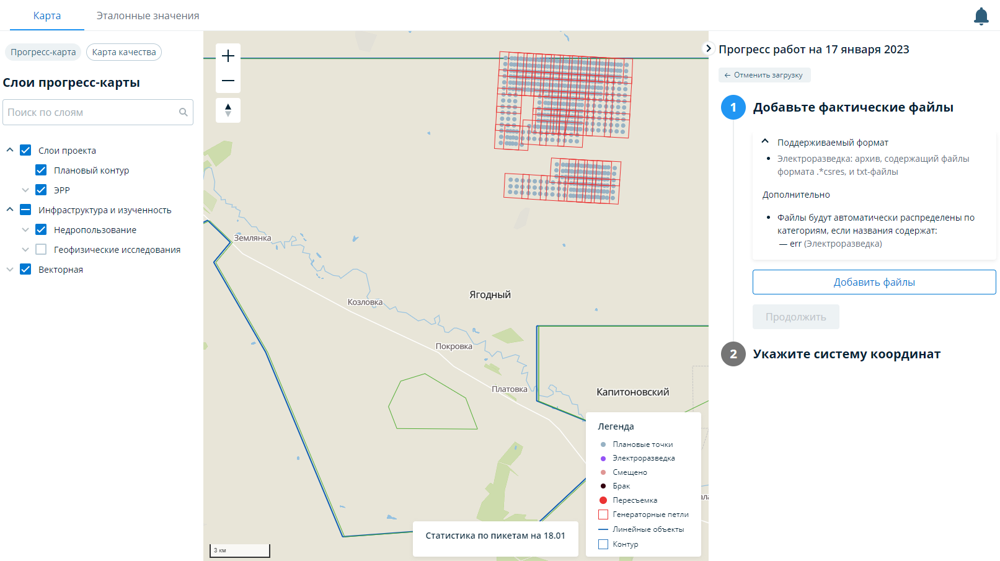 Карта
Эталонные значения
Прогресс-карта
Карта качества
Слои прогресс-карты
Поиск по слоям
Слои проекта
Плановый контур
ЭРР
Инфраструктура и изученность
Недропользование
Геофизические исследования
Векторная
Землянка
Ягодный
Козловка
Покровка
Платовка
Капитоновский
3 км
Статистика по пикетам на 18.01
Легенда
Плановые точки
Электроразведка
Смещено
Брак
Пересъемка
Генераторные петли
Линейные объекты
Контур
Прогресс работ на 17 января 2023
← Отменить загрузку
1 Добавьте фактические файлы
Поддерживаемый формат
• Электроразведка: архив, содержащий файлы
формата .*csres, и txt-файлы
Дополнительно
• Файлы будут автоматически распределены по
категориям, если названия содержат:
— err (Электроразведка)
Добавить файлы
Продолжить
2 Укажите систему координат